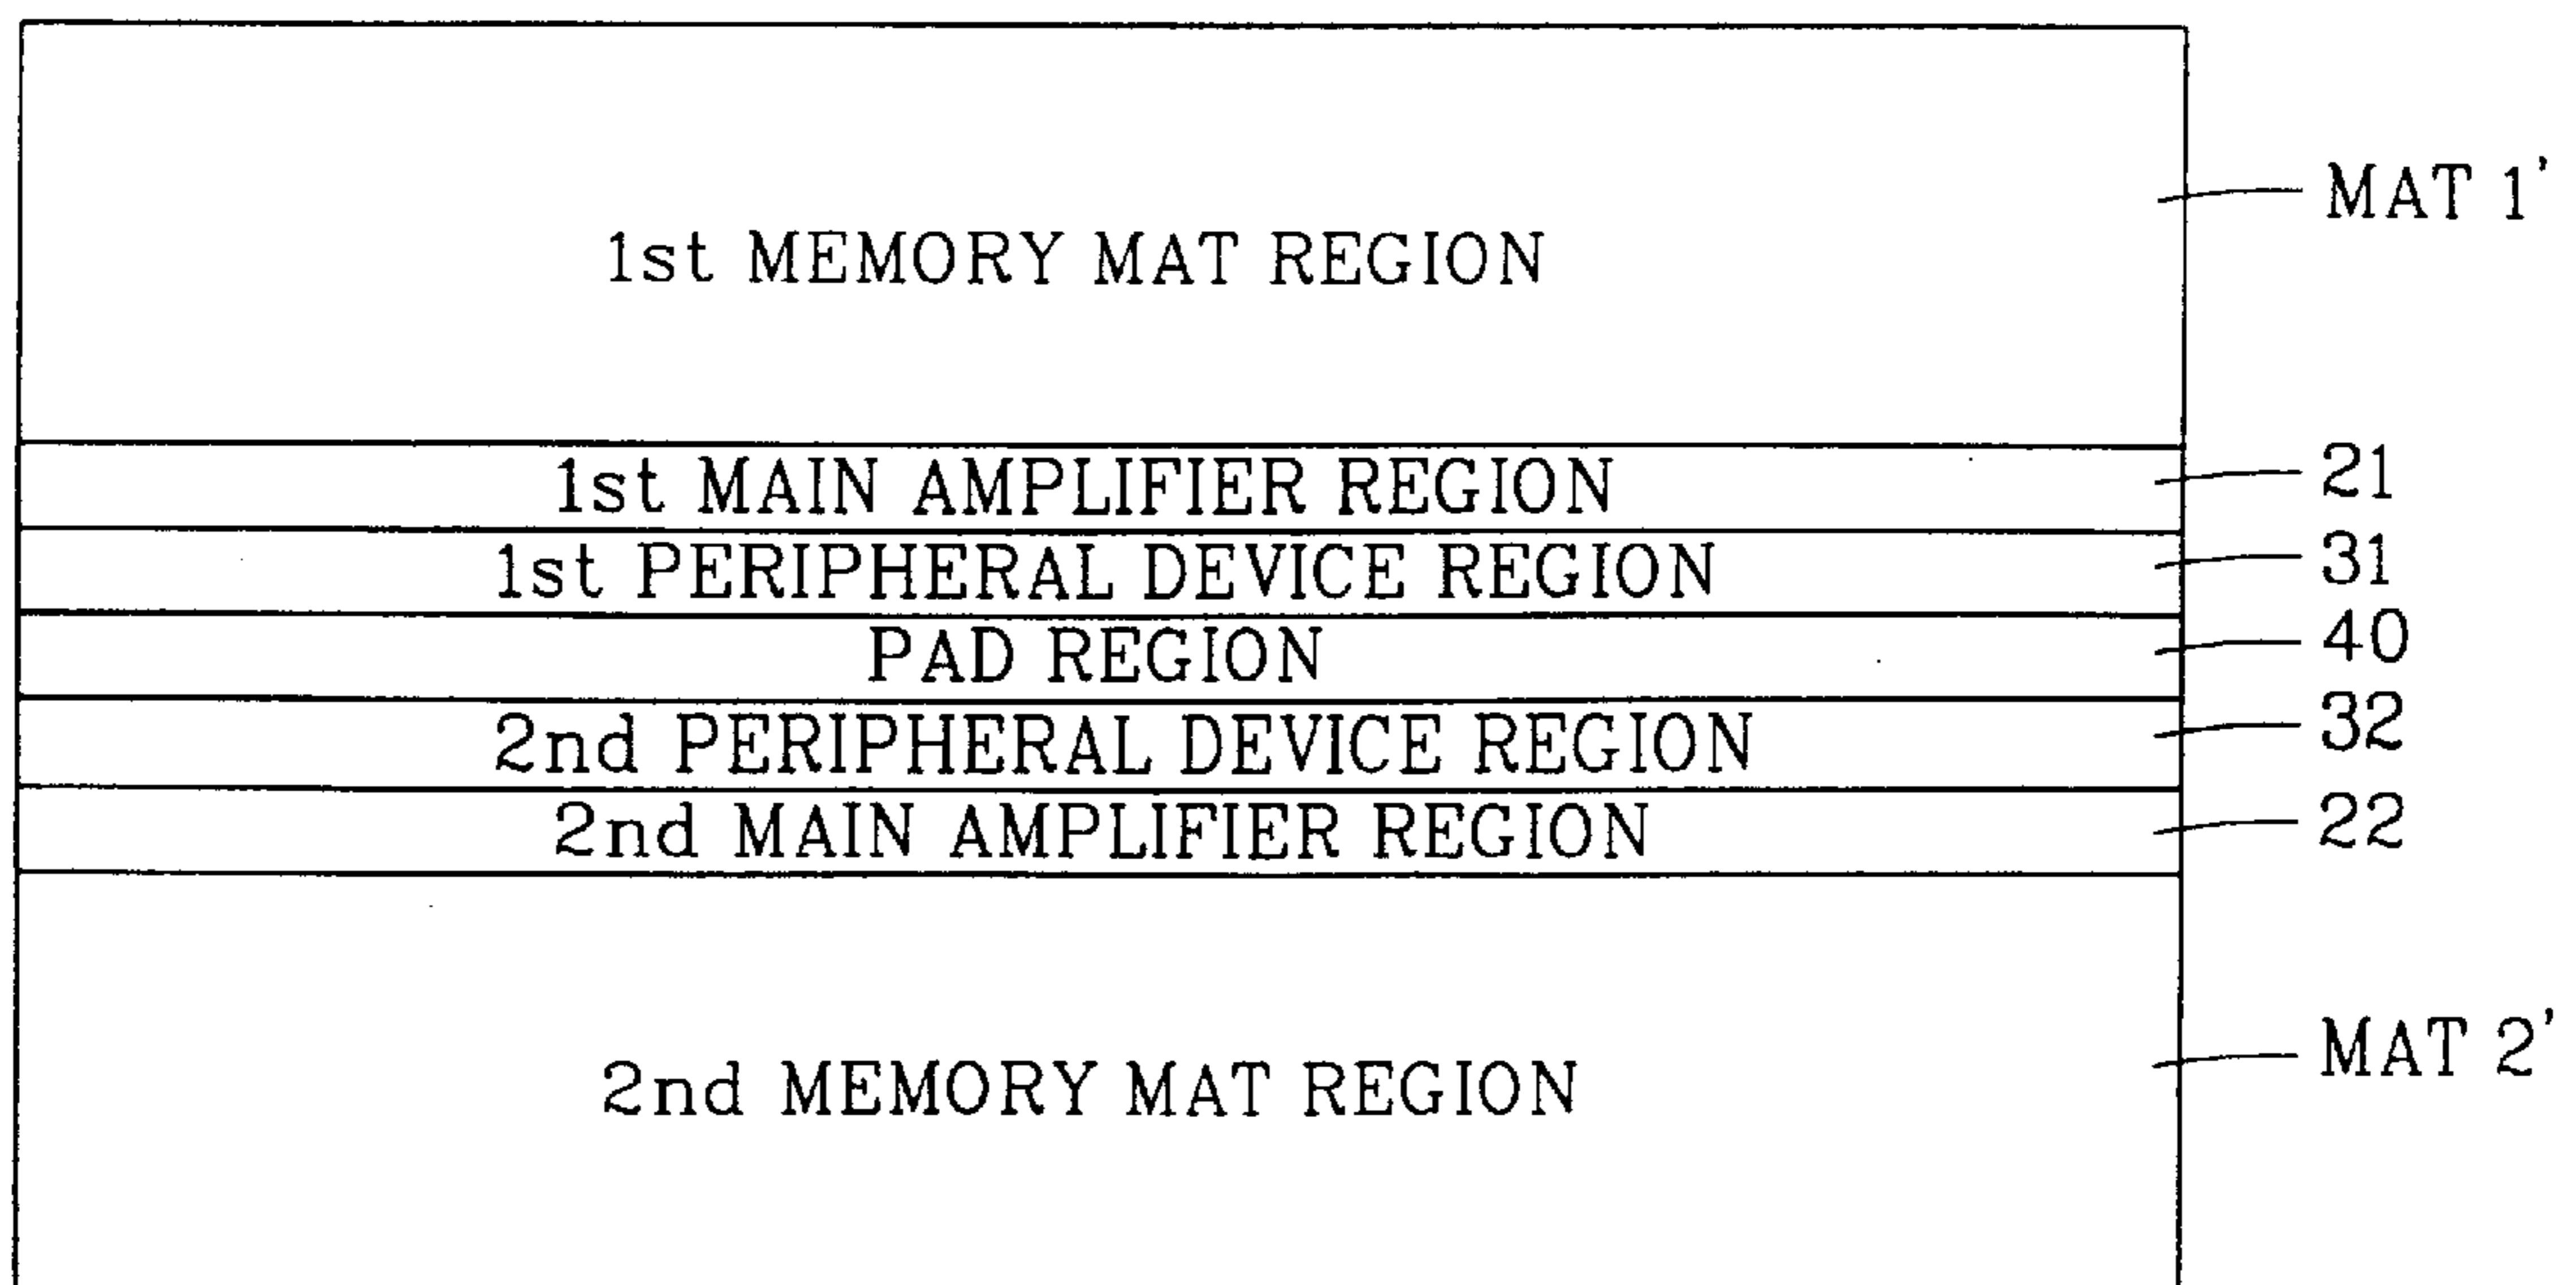 1st MEMORY MAT REGION
MAT 1'
1st MAIN AMPLIFIER REGION
21
1st PERIPHERAL DEVICE REGION
31
PAD REGION
40
2nd PERIPHERAL DEVICE REGION
32
2nd MAIN AMPLIFIER REGION
22
2nd MEMORY MAT REGION
MAT 2'